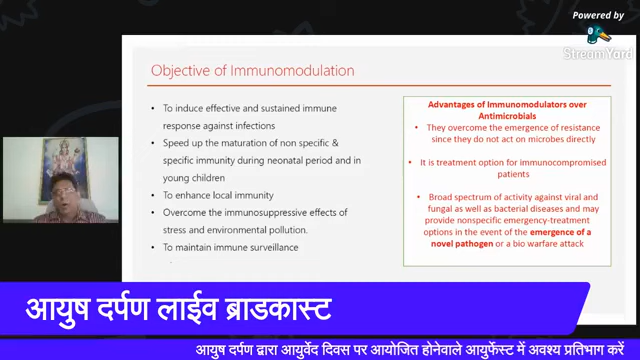 Powered by
StreamYard
Objective of Immunomodulation
• To induce effective and sustained immune
response against infections
• Speed up the maturation of non specific &
specific immunity during neonatal period and in
young children
• To enhance local immunity
• Overcome the immunosuppressive effects of
stress and environmental pollution.
• To maintain immune surveillance
Advantages of Immunomodulators over
Antimicrobials
• They overcome the emergence of resistance
since they do not act on microbes directly
• It is treatment option for immunocompromised
patients
• Broad spectrum of activity against viral and
fungal as well as bacterial diseases and may
provide nonspecific emergency-treatment
options in the event of the emergence of a
novel pathogen or a bio warfare attack
आयुष दर्पण लाईव ब्राडकास्ट
आयुष दर्पण द्वारा आयुर्वेद दिवस पर आयोजित होनेवाले आयुर्फेस्ट में अवश्य प्रतिभाग करें